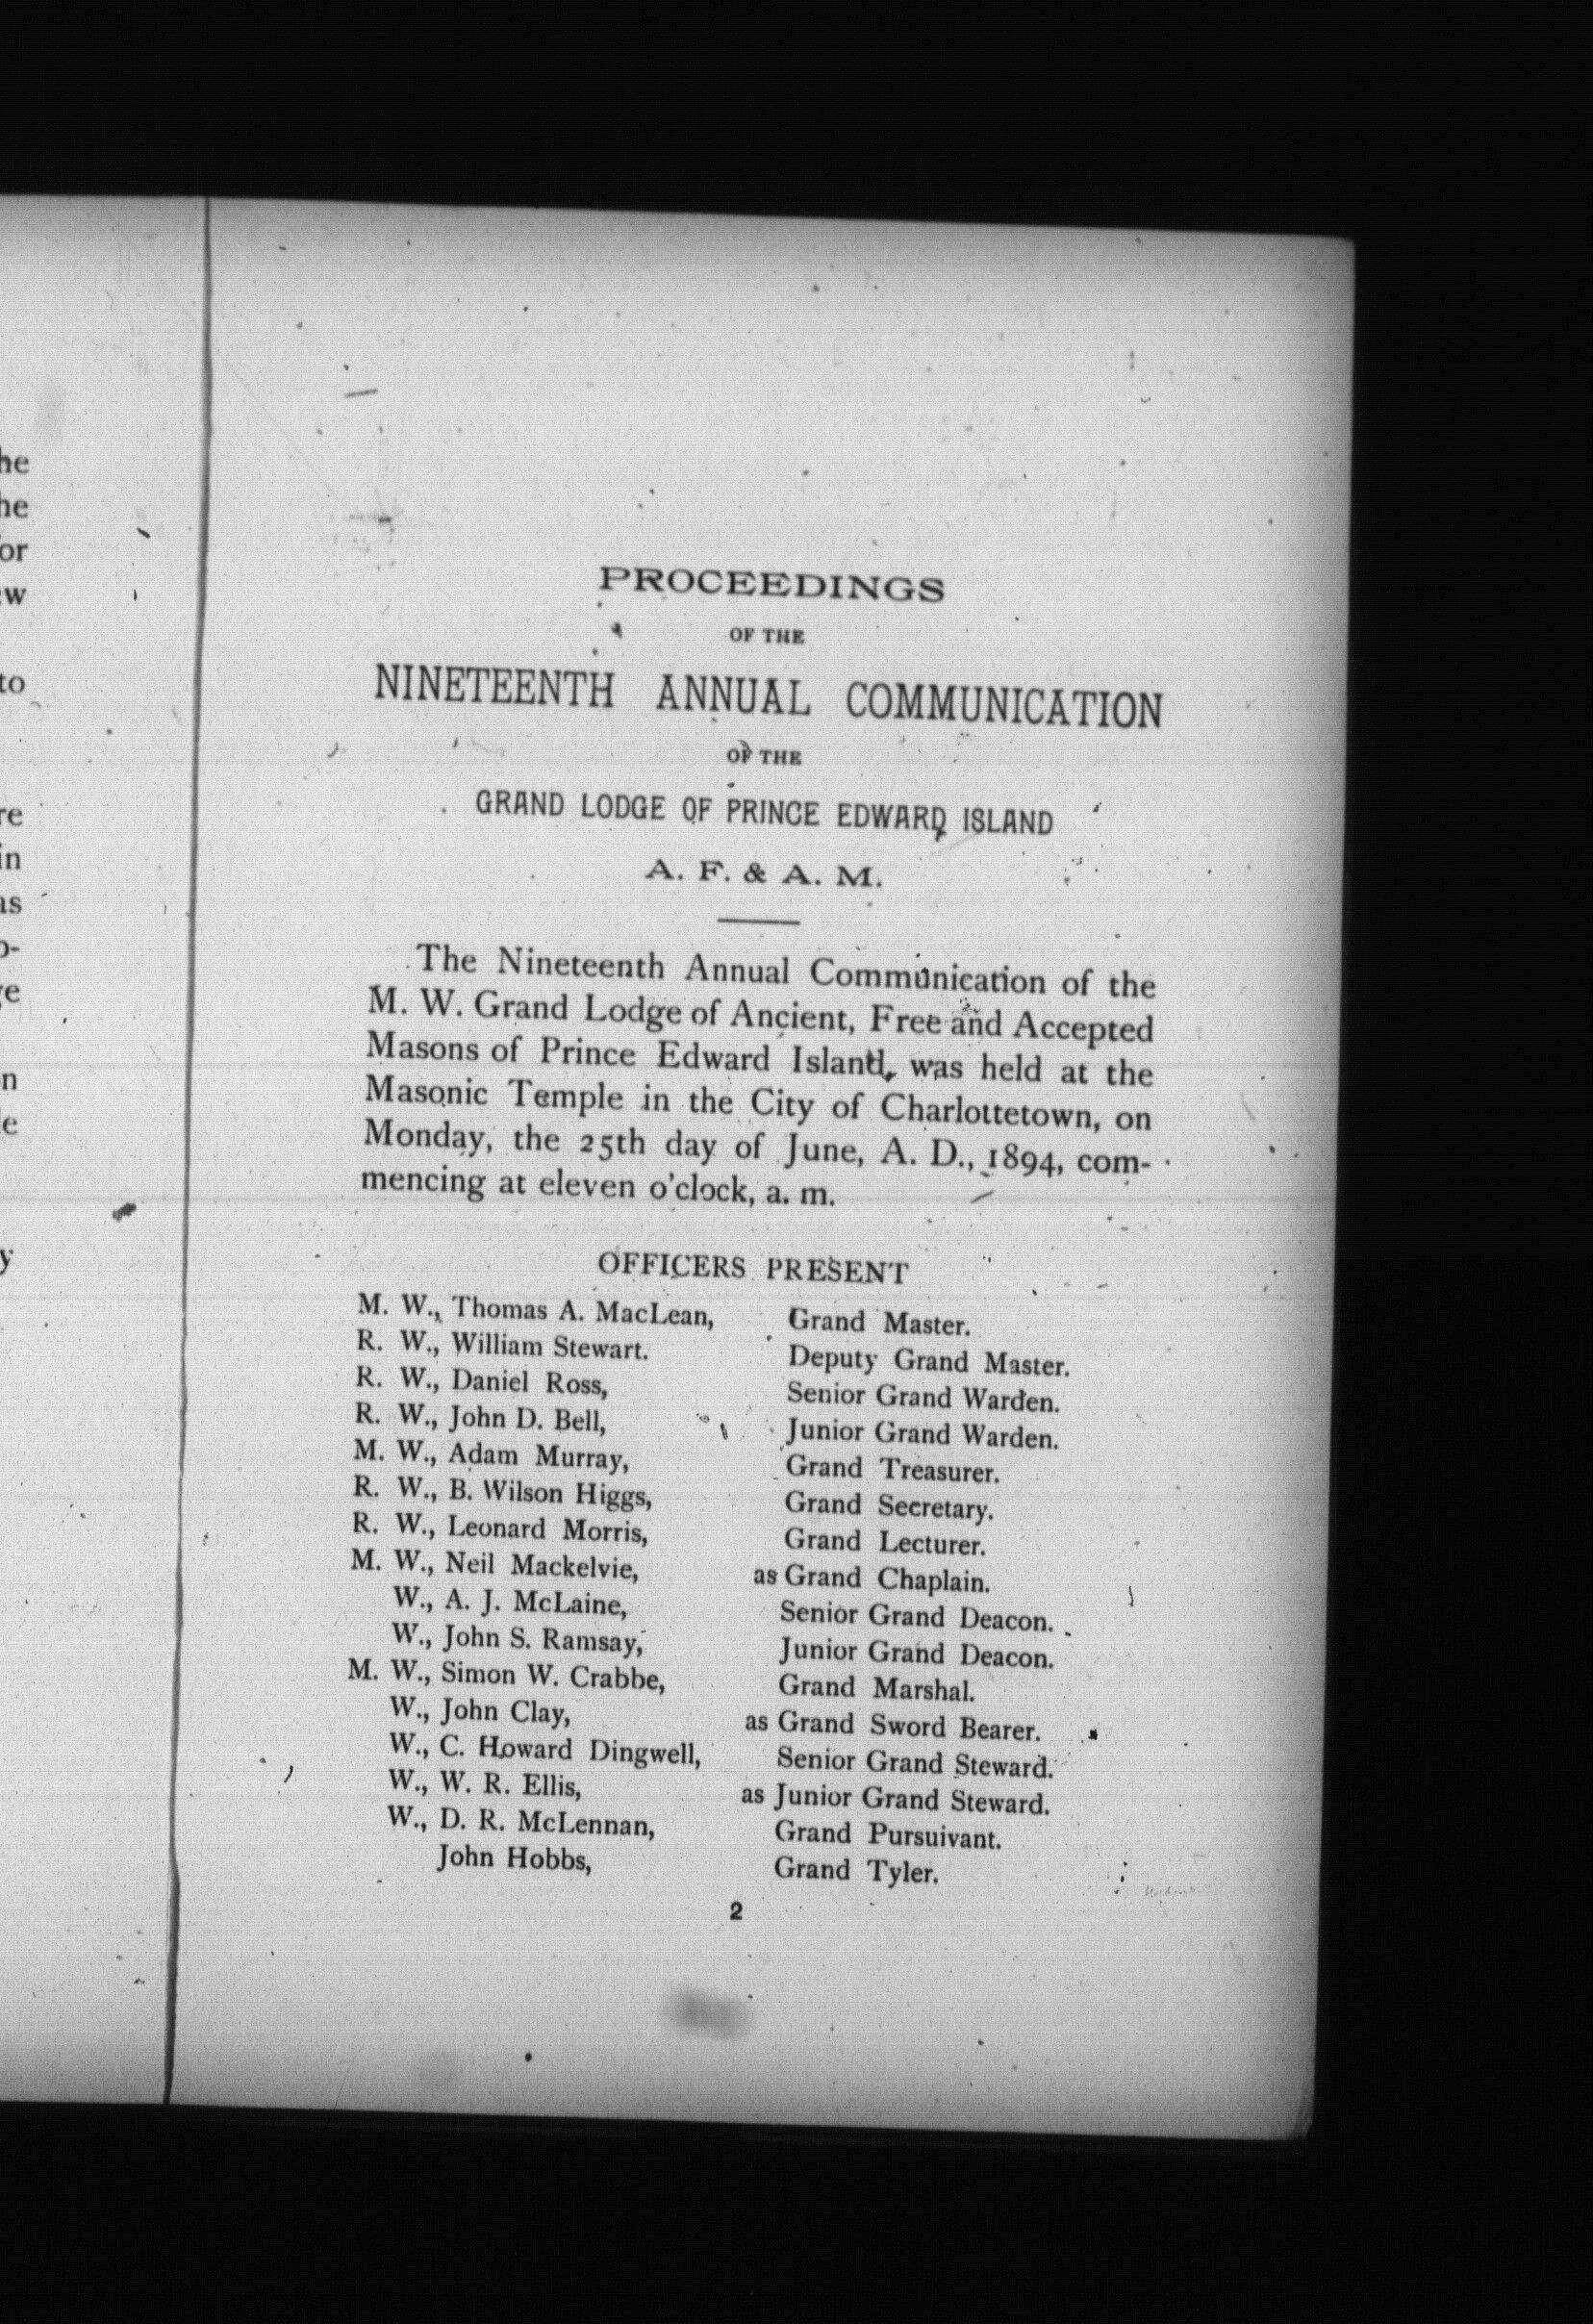 PROCEEDINGS
OF THE
NINETEENTH ANNUAL COMMUNICATION
OF THE
GRAND LODGE OF PRINCE EDWARD ISLAND
A. F. & A. M.
The Nineteenth Annual Communication of the
M. W. Grand Lodge of Ancient, Free and Accepted
Masons of Prince Edward Island, was held at the
Masonic Temple in the City of Charlottetown, on
Monday, the 25th day of June, A. D., 1894, com-
mencing at eleven o'clock, a. m.
OFFICERS PRESENT
M. W., Thomas A. MacLean, Grand Master.
R. W., William Stewart. Deputy Grand Master.
R. W., Daniel Ross, Senior Grand Warden.
R. W., John D. Bell, Junior Grand Warden.
M. W., Adam Murray, Grand Treasurer.
R. W., B. Wilson Higgs, Grand Secretary.
R. W., Leonard Morris, Grand Lecturer.
M. W., Neil Mackelvie, as Grand Chaplain.
W., A. J. McLaine, Senior Grand Deacon.
W., John S. Ramsay, Junior Grand Deacon.
M. W., Simon W. Crabbe, Grand Marshal.
W., John Clay, as Grand Sword Bearer.
W., C. Howard Dingwell, Senior Grand Steward.
W., W. R. Ellis, as Junior Grand Steward.
W., D. R. McLennan, Grand Pursuivant.
John Hobbs, Grand Tyler.
2